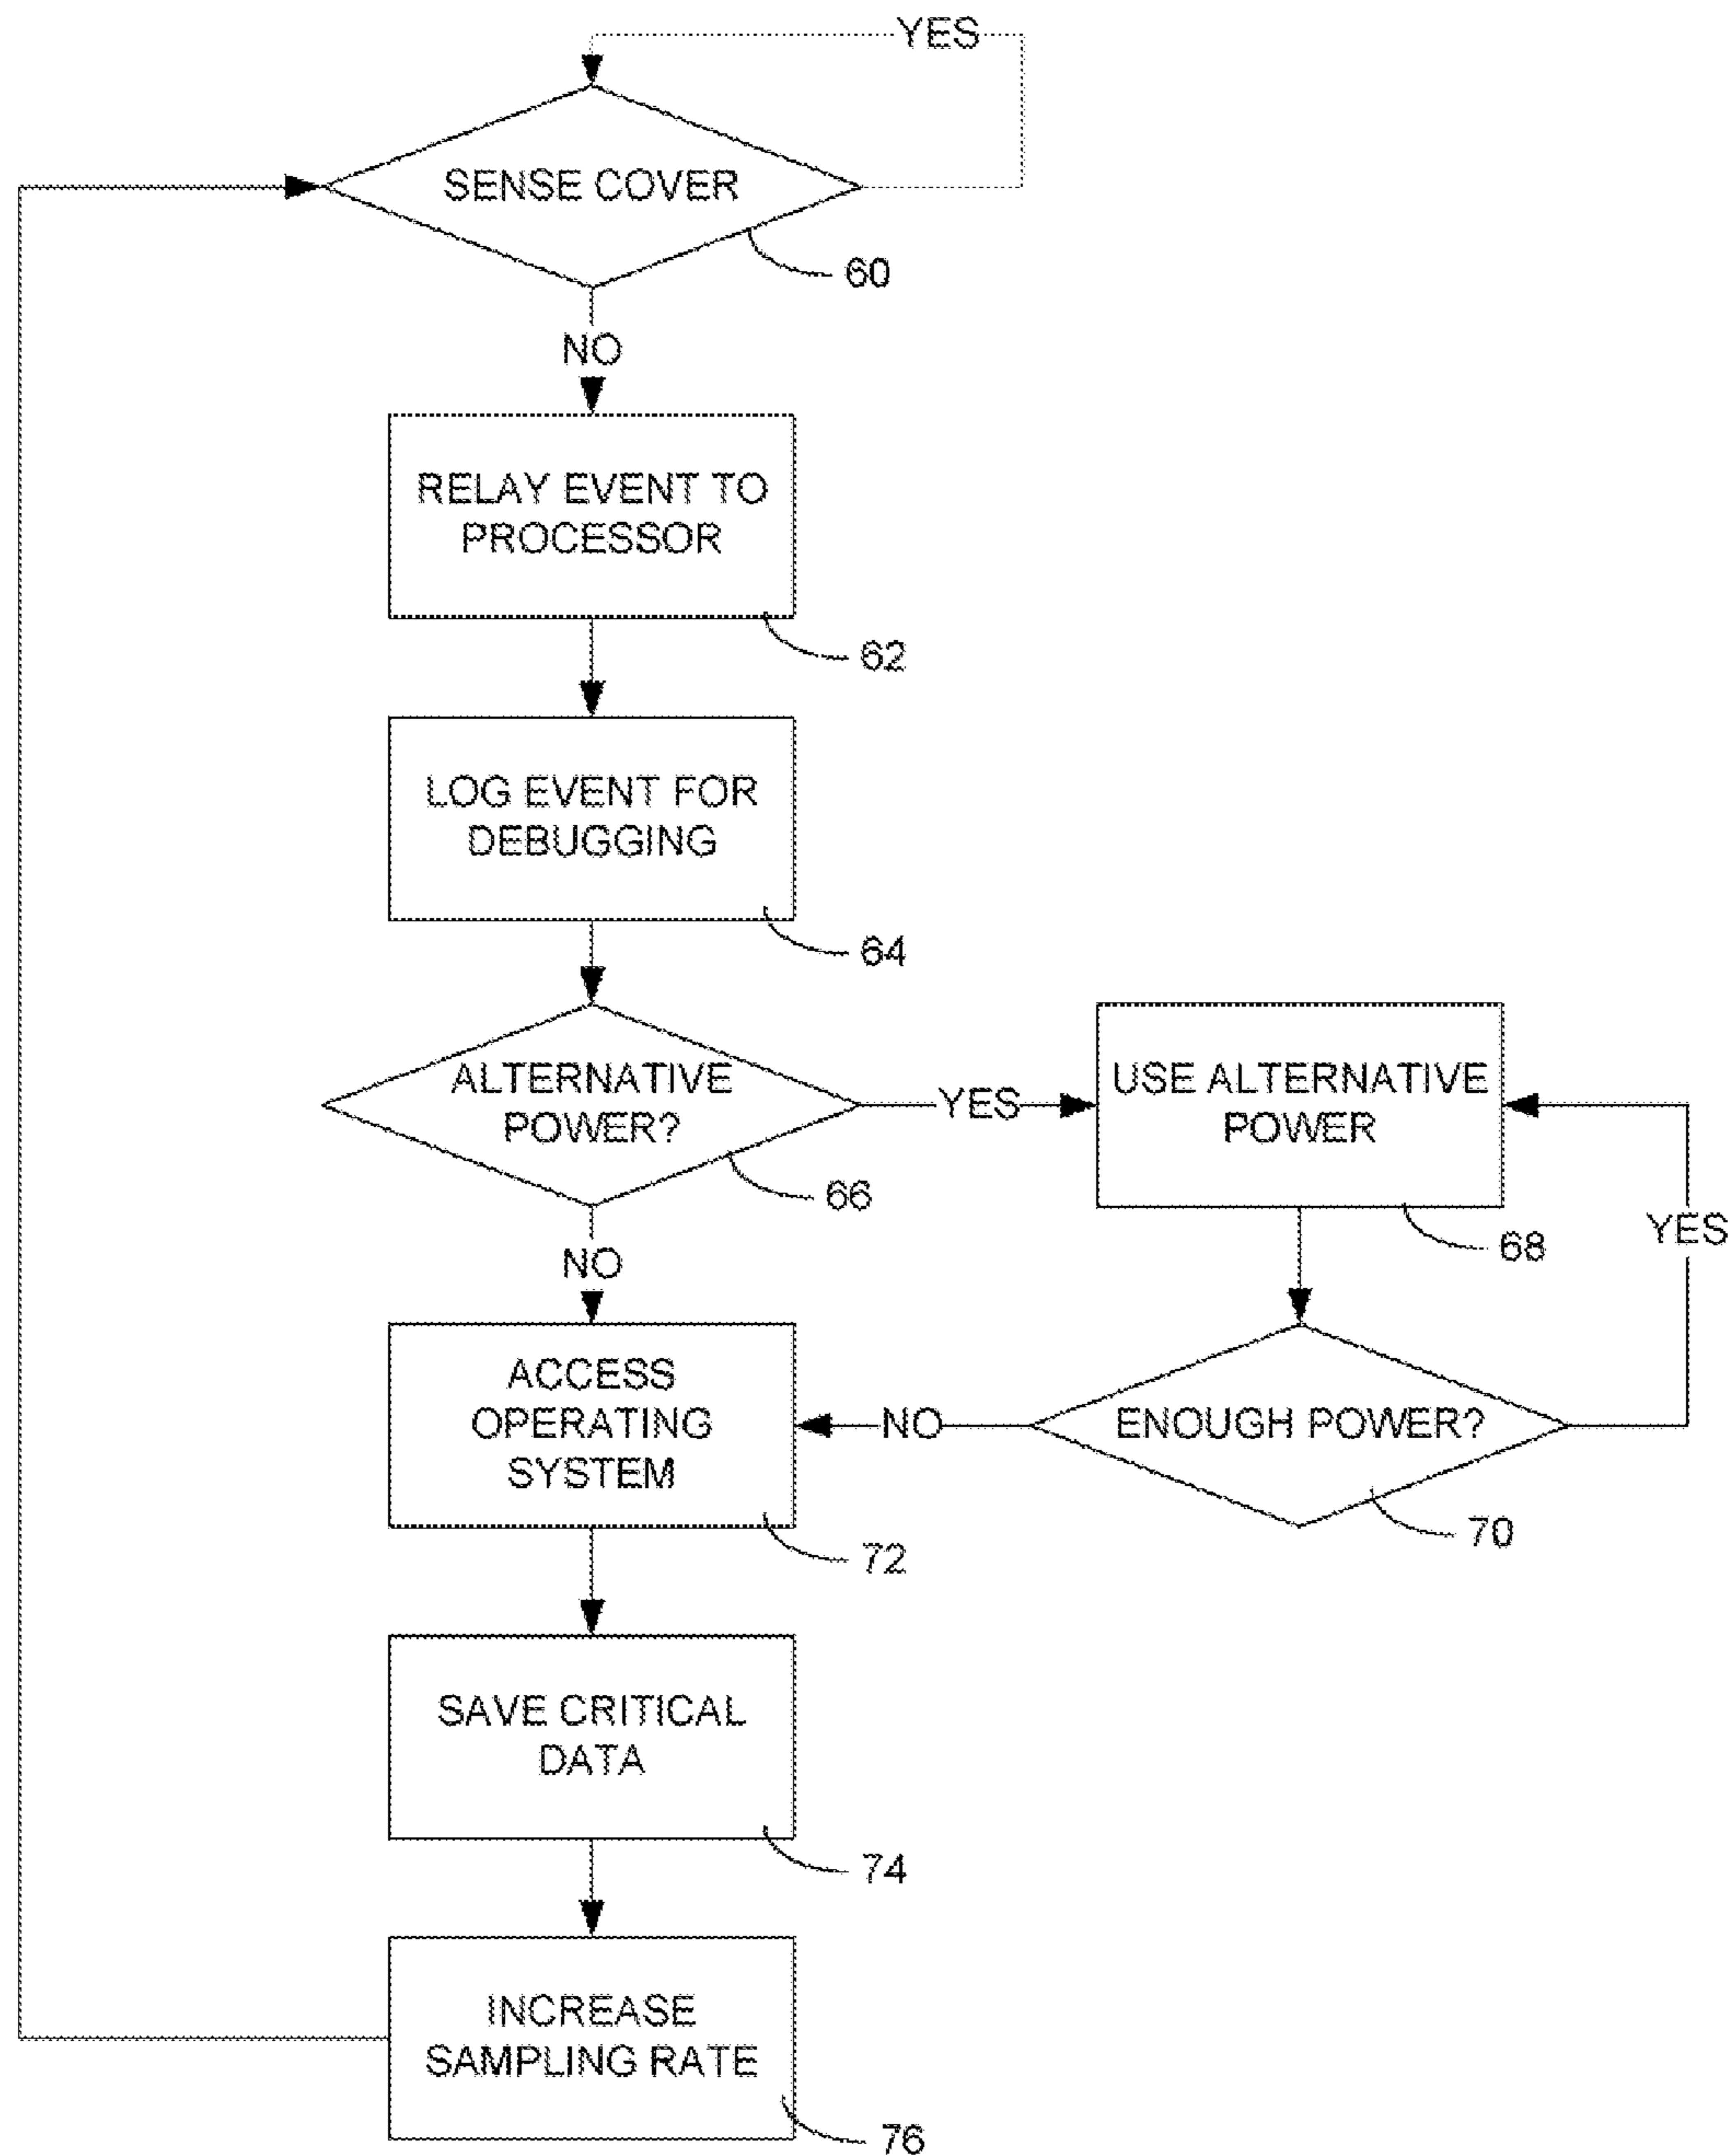 YES
SENSE COVER
60
NO
RELAY EVENT TO
PROCESSOR
62
LOG EVENT FOR
DEBUGGING
64
ALTERNATIVE
POWER?
66
YES
USE ALTERNATIVE
POWER
68
YES
NO
ACCESS
OPERATING
SYSTEM
72
NO
ENOUGH POWER?
70
SAVE CRITICAL
DATA
74
INCREASE
SAMPLING RATE
76